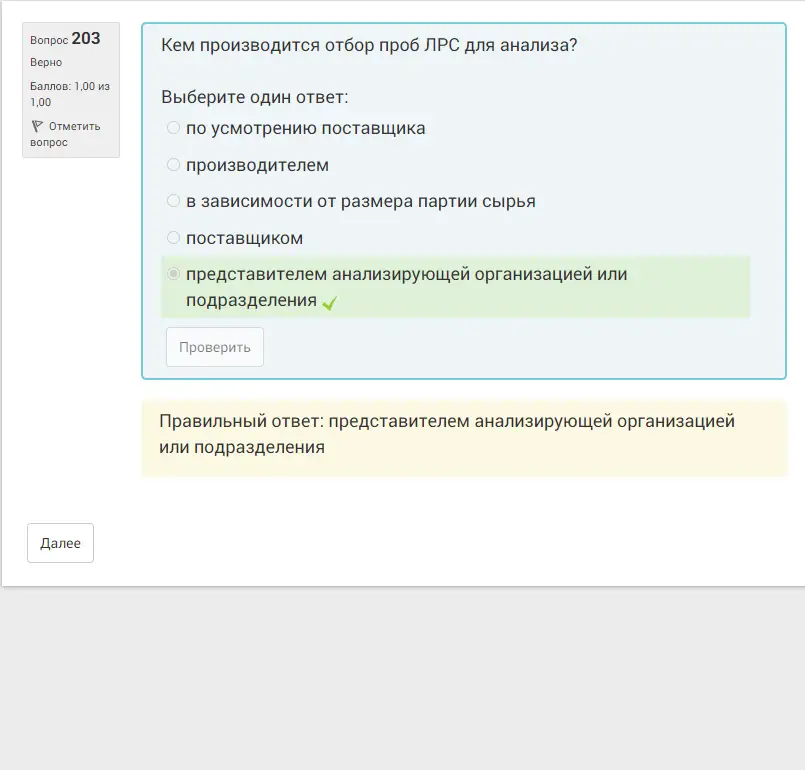 Вопрос 203
Верно
Баллов: 1,00 из
1,00
Отметить
вопрос
Кем производится отбор проб ЛРС для анализа?
Выберите один ответ:
по усмотрению поставщика
производителем
в зависимости от размера партии сырья
поставщиком
представителем анализирующей организацией или
подразделения
Проверить
Правильный ответ: представителем анализирующей организацией
или подразделения
Далее